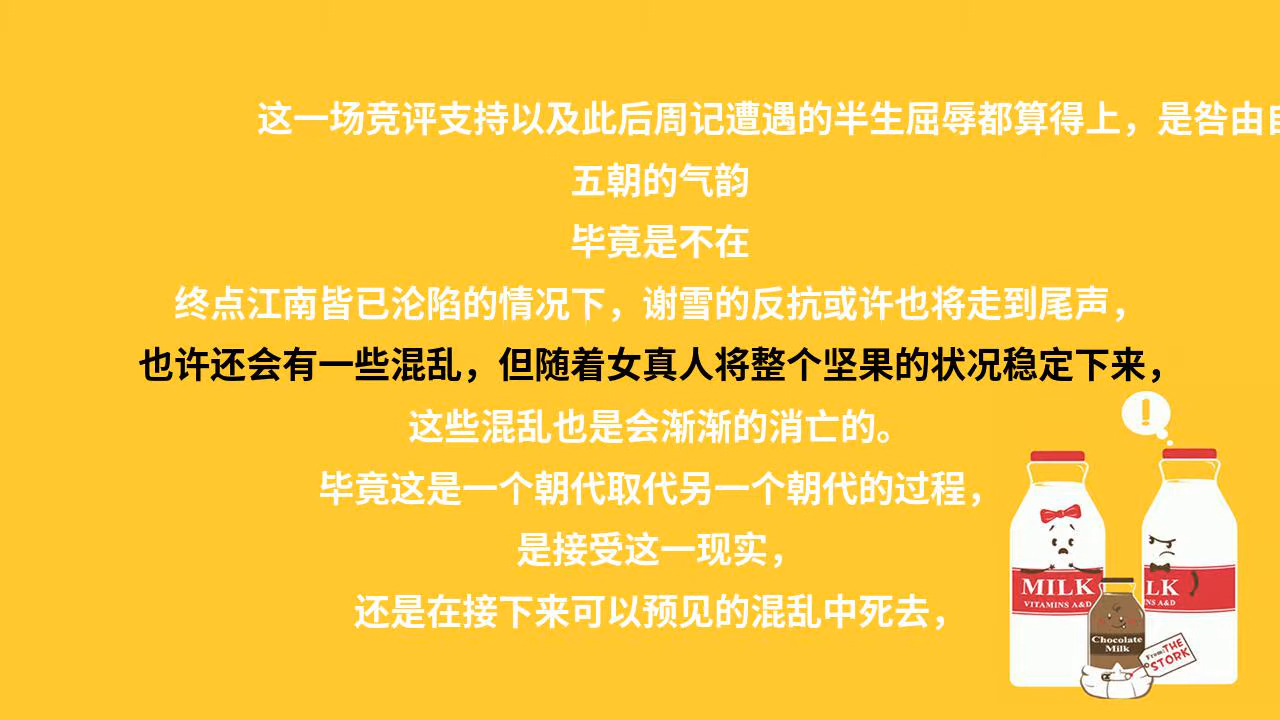 这一场竞评支持以及此后周记遭遇的半生屈辱都算得上，是咎由
五朝的气韵
毕竟是不在
终点江南皆已沦陷的情况下，谢雪的反抗或许也将走到尾声，
也许还会有一些混乱，但随着女真人将整个坚果的状况稳定下来，
这些混乱也是会渐渐的消亡的。
毕竟这是一个朝代取代另一个朝代的过程，
是接受这一现实，
还是在接下来可以预见的混乱中死去，
!
MILK
VITAMINS A&D
LK
NS A&D
Chocolate
Milk
From: THE
STORK